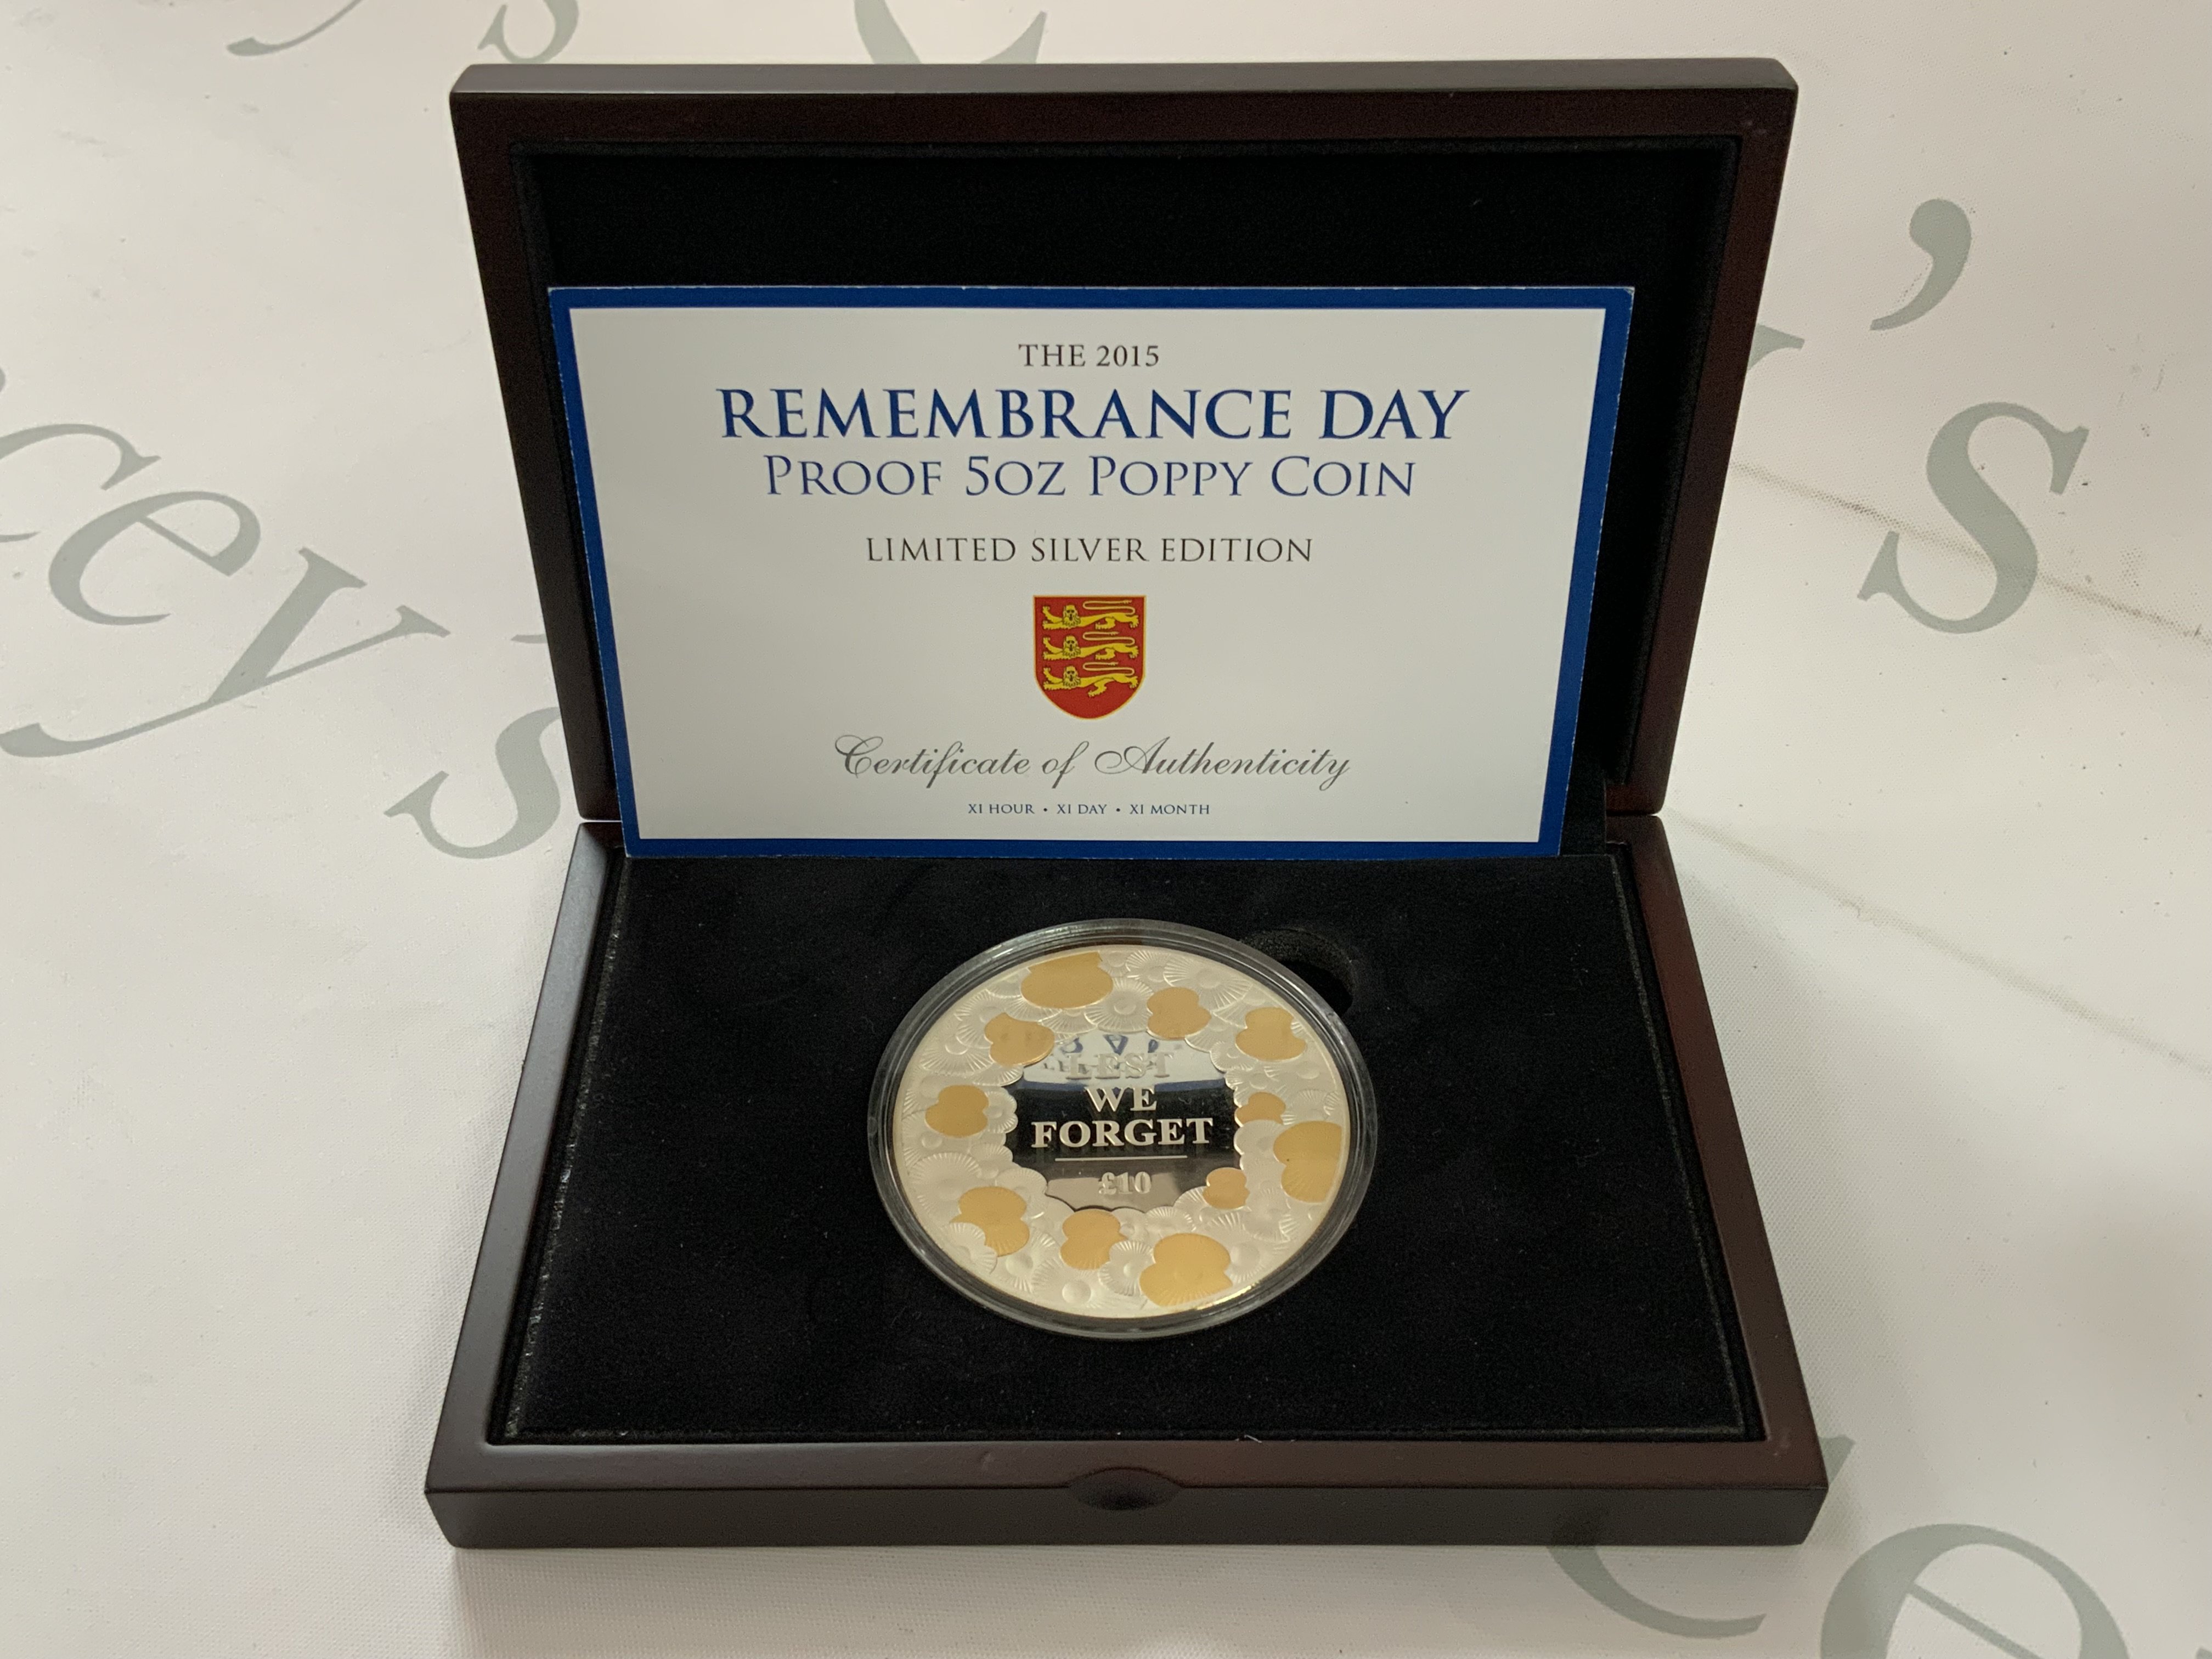 THE 2015
REMEMBRANCE DAY
PROOF 5OZ POPPY COIN
LIMITED SILVER EDITION
Certificate of Authenticity
XI HOUR • XI DAY • XI MONTH
LEST
WE
FORGET
£10